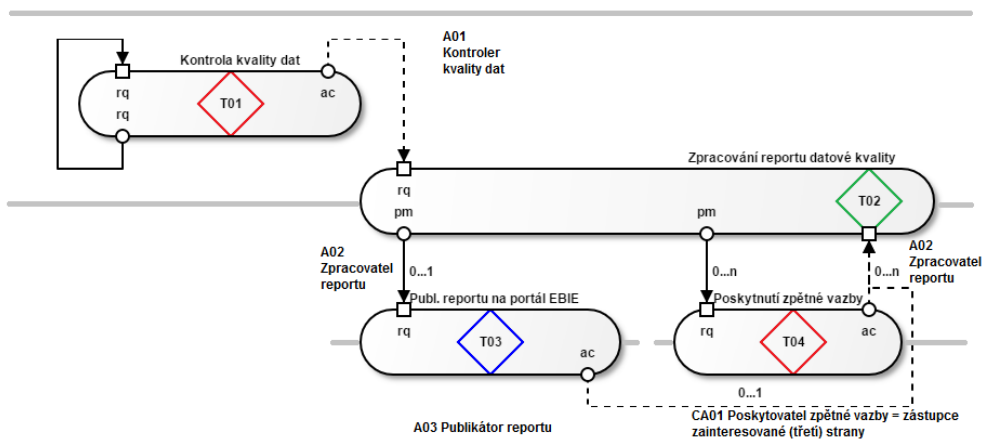 A01
Kontroler
kvality dat
Kontrola kvality dat
rq
T01
ac
rq
Zpracování reportu datové kvality
rq
T02
pm
pm
A02
Zpracovatel
reportu
0...1
0...n
0...n
A02
Zpracovatel
reportu
Publ. reportu na portál EBIE
Poskytnutí zpětné vazby
rq
T03
ac
rq
T04
ac
0...1
A03 Publikátor reportu
CA01 Poskytovatel zpětné vazby = zástupce
zainteresované (třetí) strany